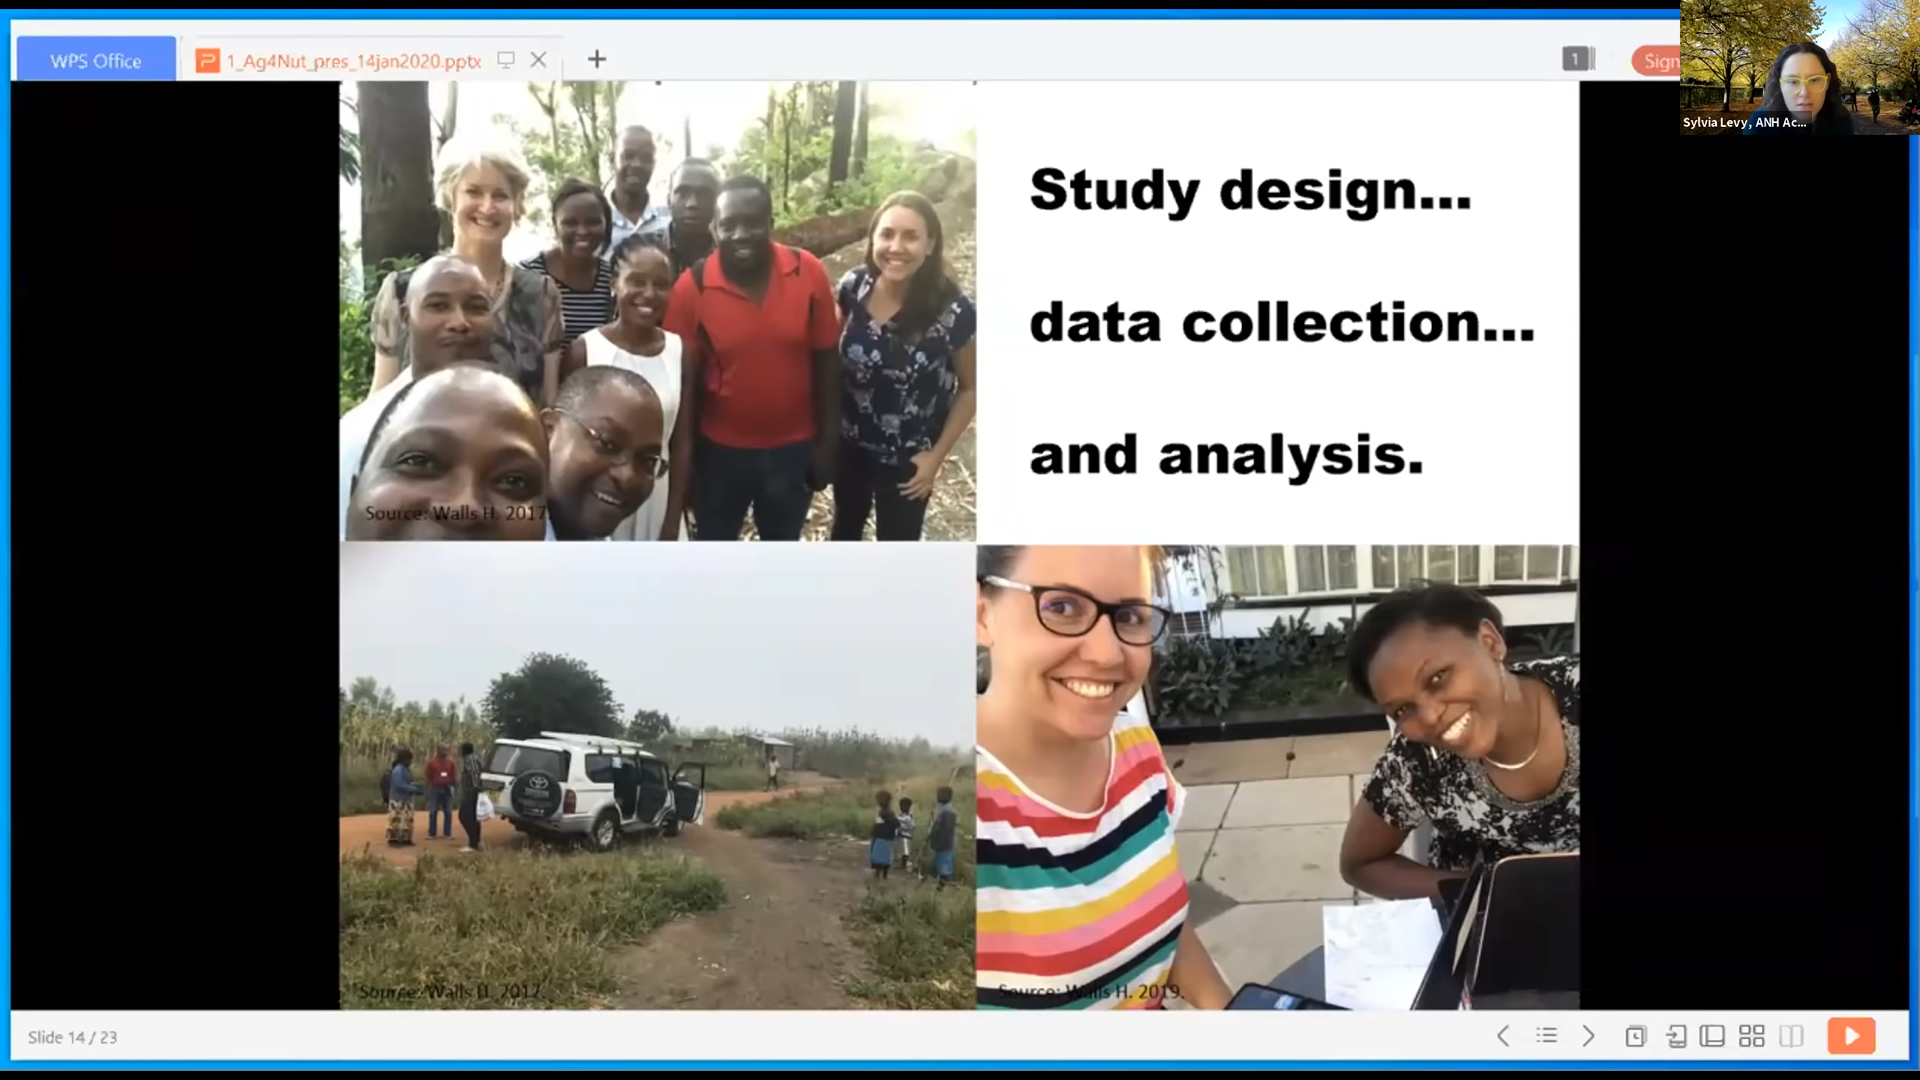 WPS Office
1_Ag4Nut_pres_14jan2020.pptx
1
Sign
Sylvia Levy, ANH Ac...
Study design...
data collection...
and analysis.
Source: Walls H. 2017.
TOYOTA
Source: Walls H. 2017.
Source: Walls H. 2019.
Slide 14 / 23